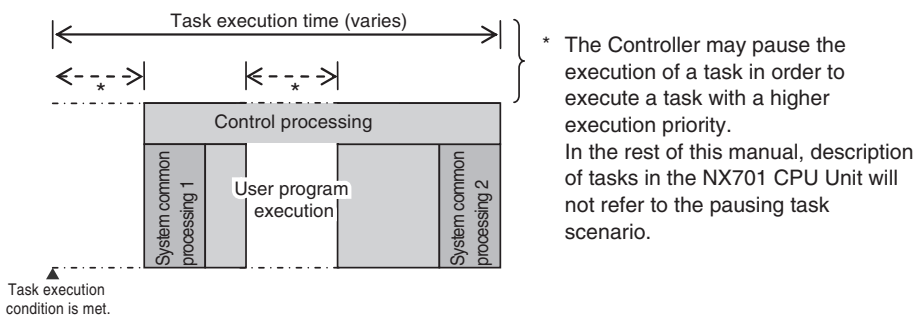 Task execution time (varies)
*
*
Control processing
System common
processing 1
User program
execution
System common
processing 2
Task execution
condition is met.
* The Controller may pause the
execution of a task in order to
execute a task with a higher
execution priority.
In the rest of this manual, description
of tasks in the NX701 CPU Unit will
not refer to the pausing task
scenario.